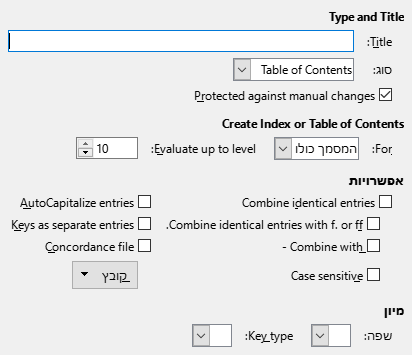 Type and Title
Title:
סוג: Table of Contents
Protected against manual changes
Create Index or Table of Contents
For: המסמך כולו Evaluate up to level: 10
אפשרויות
Combine identical entries AutoCapitalize entries
Combine identical entries with f. or ff. Keys as separate entries
Combine with - Concordance file
Case sensitive קובץ
מיון
שפה: Key type: